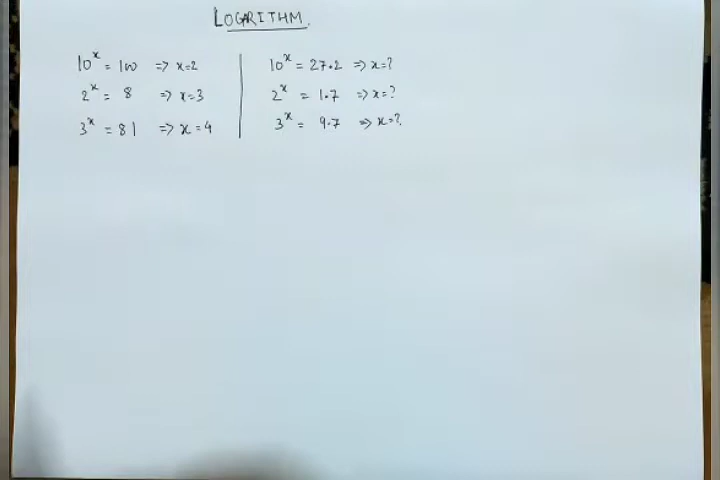 LOGARITHM.
10^x = 100 => x=2
2^x = 8 => x=3
3^x = 81 => x=4
10^x = 27.2 => x=?
2^x = 1.7 => x=?
3^x = 9.7 => x=?